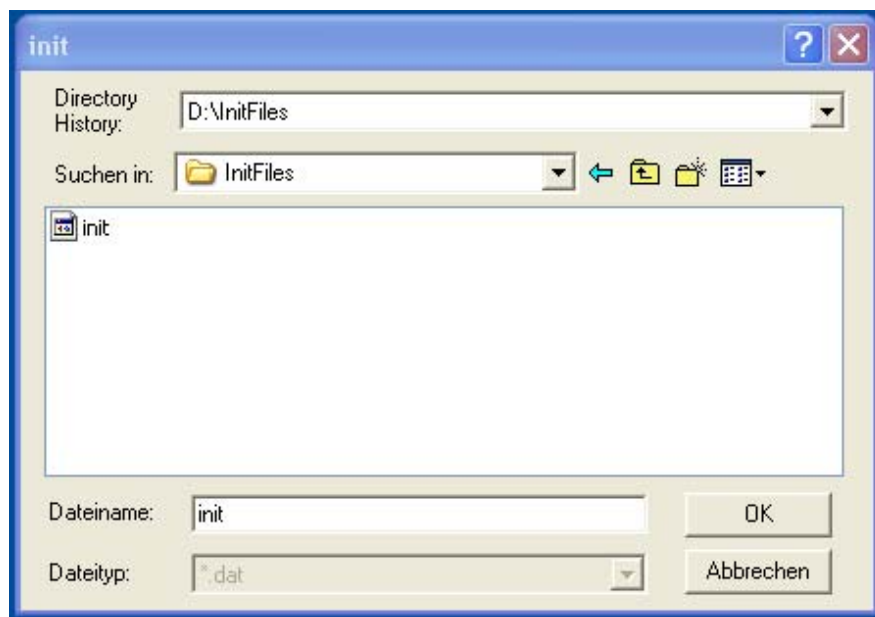 init
Directory
History:
D:\InitFiles
Suchen in:
InitFiles
init
Dateiname:
init
OK
Dateityp:
*.dat
Abbrechen